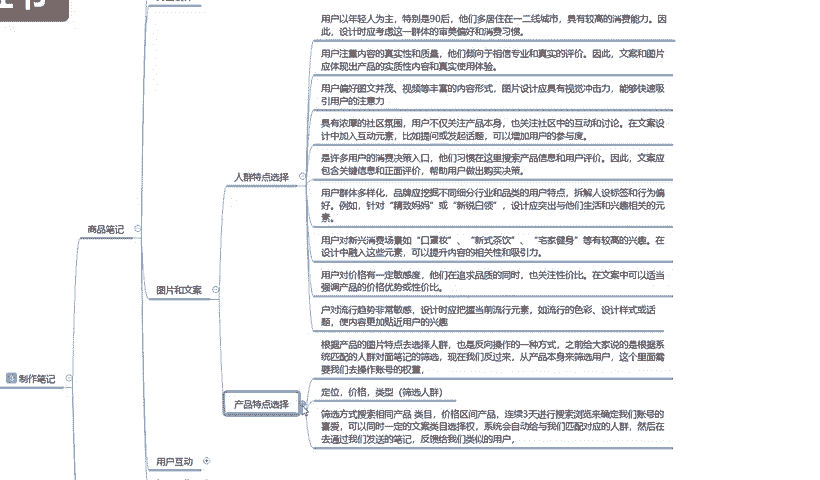 用户以年轻人为主，特别是90后，他们多居住在一二线城市，具有较高的消费能力。因
此，设计时应考虑这一群体的审美偏好和消费习惯。
用户注重内容的真实性和质量，他们倾向于相信专业和真实的评价。因此，文案和图片
应体现出产品的实质性内容和真实使用体验。
用户偏好图文并茂、视频等丰富的内容形式，图片设计应具有视觉冲击力，能够快速吸
引用户的注意力
具有浓厚的社区氛围，用户不仅关注产品本身，也关注社区中的互动和讨论。在文案设
计中加入互动元素，比如提问或发起话题，可以增加用户的参与度。
是许多用户的消费决策入口，他们习惯在这里搜索产品信息和用户评价。因此，文案应
包含关键信息和正面评价，帮助用户做出购买决策。
人群特点选择
用户群体多样化，品牌应挖掘不同细分行业和品类的用户特点，拆解人设标签和行为偏
好。例如，针对“精致妈妈”或“新锐白领”，设计应突出与他们生活和兴趣相关的元
素。
商品笔记
用户对新兴消费场景如“口罩妆”、“新式茶饮”、“宅家健身”等有较高的兴趣。在
设计中融入这些元素，可以提升内容的相关性和吸引力。
用户对价格有一定敏感度，他们在追求品质的同时，也关注性价比。在文案中可以适当
强调产品的价格优势或性价比。
图片和文案
户对流行趋势非常敏感，设计时应把握当前流行元素，如流行的色彩、设计样式或话
题，使内容更加贴近用户的兴趣
根据产品的图片特点去选择人群，也是反向操作的一种方式，之前给大家说的是根据系
统匹配的人群对面笔记的筛选，现在我们反过来，从产品本身来筛选用户，这个里面需
要我们去操作账号的权重，
3 制作笔记
定位，价格，类型（筛选人群）
产品特点选择
筛选方式搜索相同产品 类目，价格区间产品，连续3天进行搜索浏览来确定我们账号的
喜爱，可以同时一定的文案类目选择权，系统会自动给与我们匹配对应的人群，然后在
去通过我们发送的笔记，反馈给我们类似的用户，
用户互动